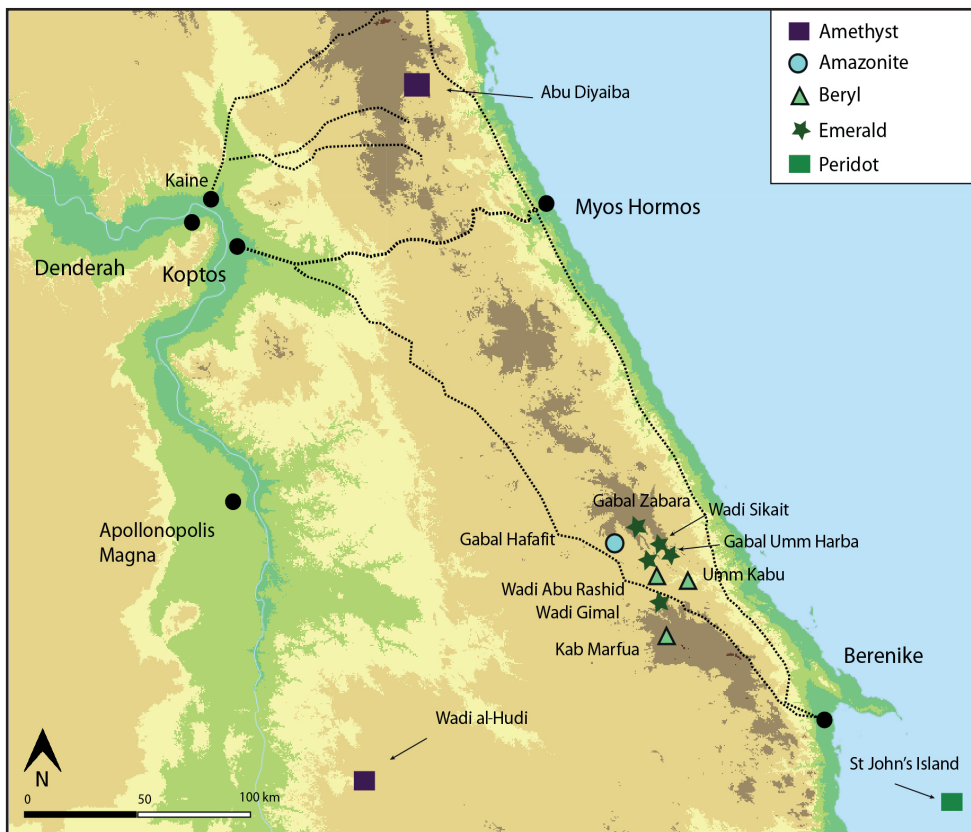 Amethyst
Amazonite
Beryl
Emerald
Peridot
Abu Diyaiba
Kaine
Myos Hormos
Denderah
Koptos
Gabal Zabara
Wadi Sikait
Apollonopolis
Magna
Gabal Hafafit
Gabal Umm Harba
Umm Kabu
Wadi Abu Rashid
Wadi Gimal
Kab Marfua
Berenike
Wadi al-Hudi
St John's Island
N
0 50 100 km